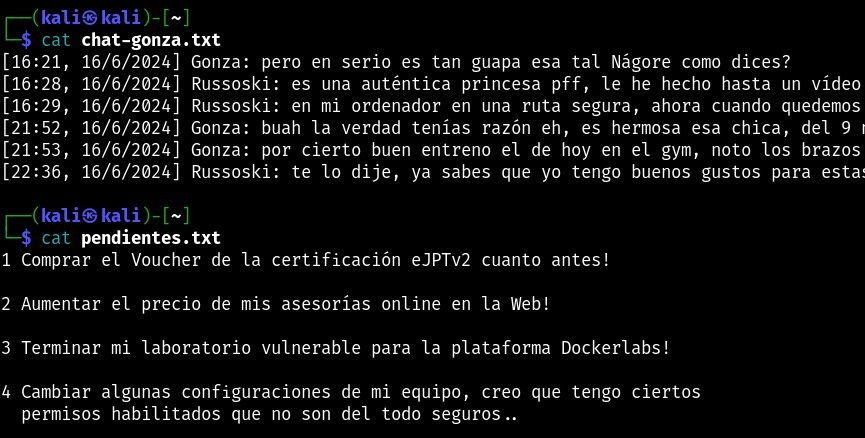 ┌──(kali㉿kali)-[~]
└─$ cat chat-gonza.txt
[16:21, 16/6/2024] Gonza: pero en serio es tan guapa esa tal Nágore como dices?
[16:28, 16/6/2024] Russoski: es una auténtica princesa pff, le he hecho hasta un vídeo
[16:29, 16/6/2024] Russoski: en mi ordenador en una ruta segura, ahora cuando quedemos
[21:52, 16/6/2024] Gonza: buah la verdad tenías razón eh, es hermosa esa chica, del 9 n
[21:53, 16/6/2024] Gonza: por cierto buen entreno el de hoy en el gym, noto los brazos
[22:36, 16/6/2024] Russoski: te lo dije, ya sabes que yo tengo buenos gustos para estas
┌──(kali㉿kali)-[~]
└─$ cat pendientes.txt
1 Comprar el Voucher de la certificación eJPTv2 cuanto antes!
2 Aumentar el precio de mis asesorías online en la Web!
3 Terminar mi laboratorio vulnerable para la plataforma Dockerlabs!
4 Cambiar algunas configuraciones de mi equipo, creo que tengo ciertos
permisos habilitados que no son del todo seguros..